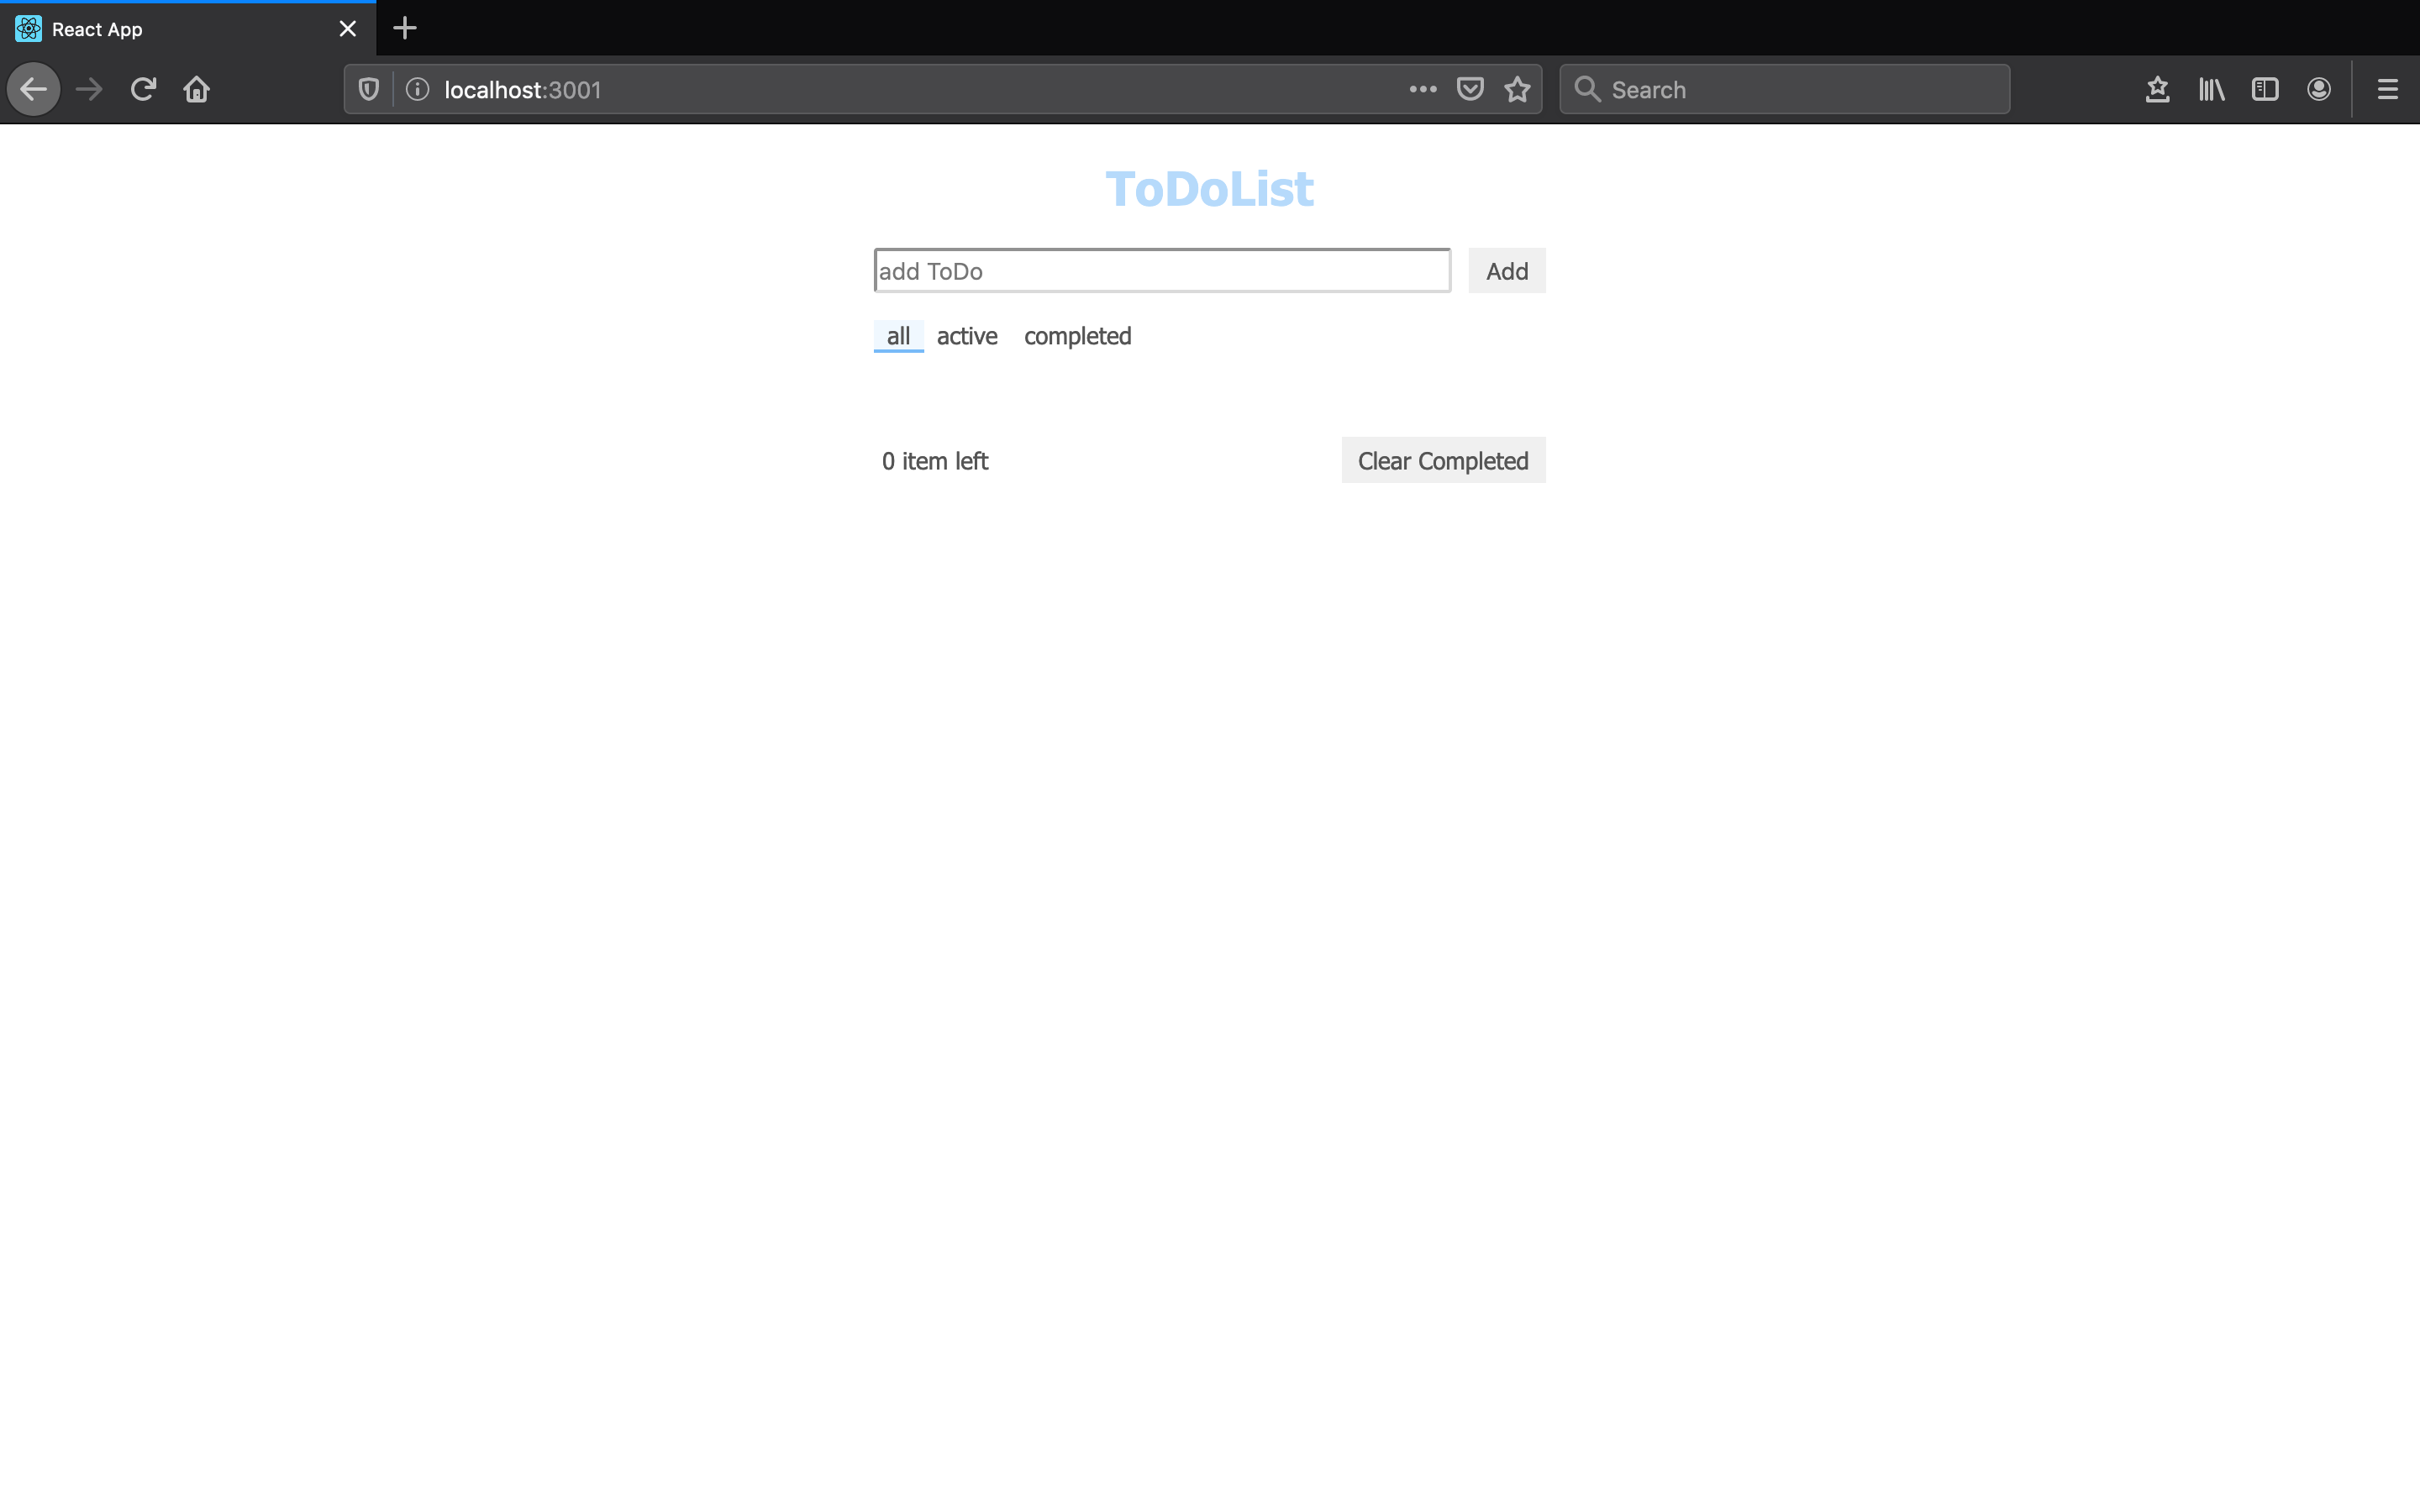 React App
localhost:3001
Search
ToDoList
add ToDo
Add
all active completed
0 item left
Clear Completed